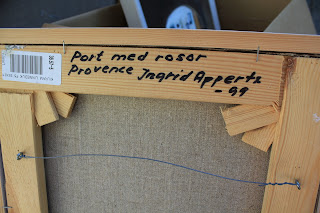 Port med rosor
Provence Ingrid Appertz
-99